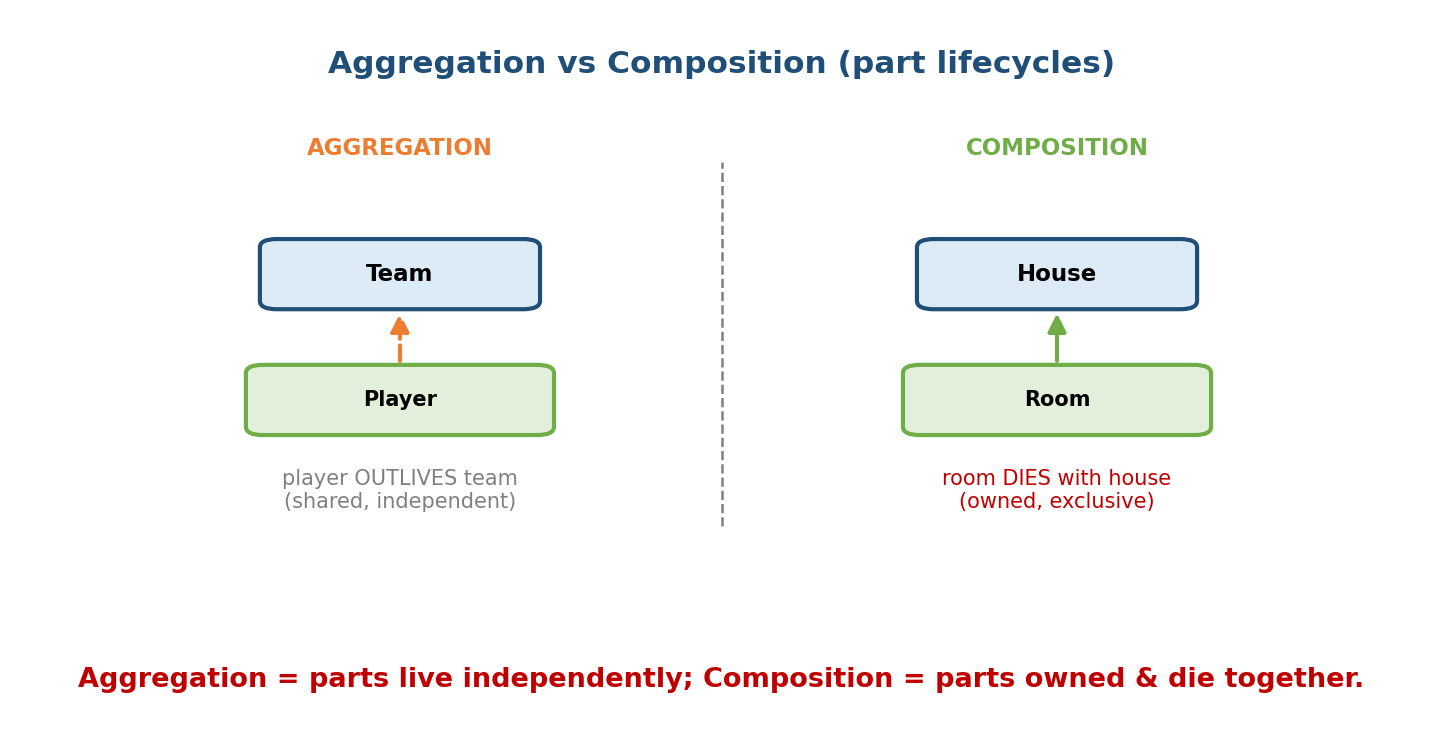 Aggregation vs Composition (part lifecycles)
AGGREGATION
Team
Player
player OUTLIVES team
(shared, independent)
COMPOSITION
House
Room
room DIES with house
(owned, exclusive)
Aggregation = parts live independently; Composition = parts owned & die together.